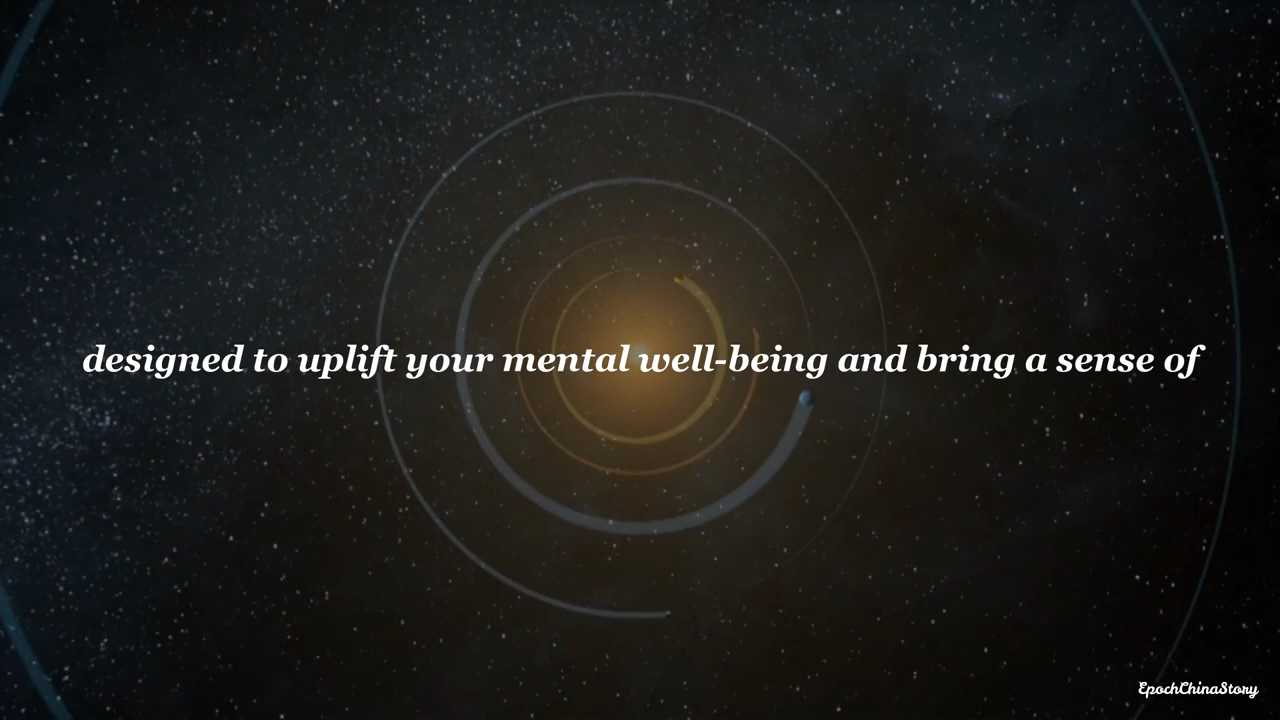 designed to uplift your mental well-being and bring a sense of
EpochChinaStory